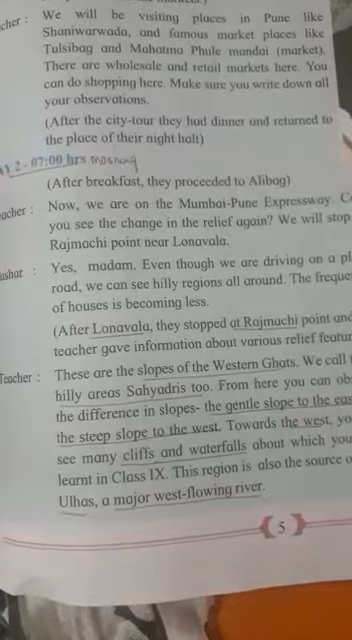 cher : We will be visiting places in Pune like
Shaniwarwada, and famous market places like
Tulsibag and Mahatma Phule mandai (market).
There are wholesale and retail markets here. You
can do shopping here. Make sure you write down all
your observations.
(After the city-tour they had dinner and returned to
the place of their night halt)
2 - 07:00 hrs morning
(After breakfast, they proceeded to Alibag)
acher : Now, we are on the Mumbai-Pune Expressway. C
you see the change in the relief again? We will stop
Rajmachi point near Lonavala.
ushar : Yes, madam. Even though we are driving on a pl
road, we can see hilly regions all around. The freque
of houses is becoming less.
(After Lonavala, they stopped at Rajmachi point and
teacher gave information about various relief featur
Teacher : These are the slopes of the Western Ghats. We call
hilly areas Sahyadris too. From here you can ob
the difference in slopes- the gentle slope to the eas
the steep slope to the west. Towards the west, yo
see many cliffs and waterfalls about which you
learnt in Class IX. This region is also the source o
Ulhas, a major west-flowing river.
5